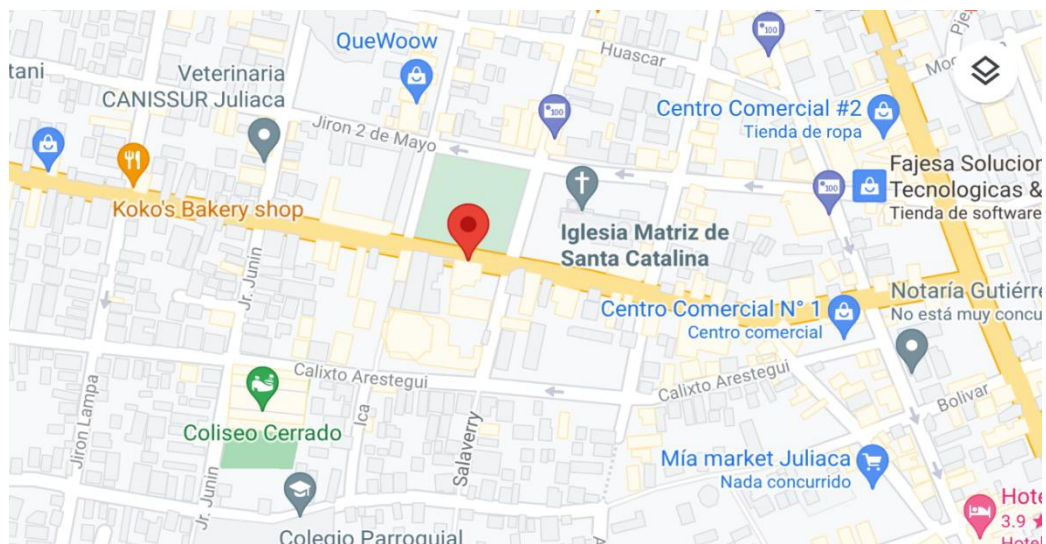 QueWoow
Huascar
tani
Veterinaria
CANISSUR Juliaca
Jiron 2 de Mayo
Centro Comercial #2
Tienda de ropa
100
100
100
Fajesa Solucion
Tecnologicas &
Tienda de software
Koko's Bakery shop
Iglesia Matriz de
Santa Catalina
Jr. Junin
Centro Comercial N° 1
Centro comercial
Notaría Gutiérre
No está muy concu
Calixto Arestegui
Calixto Arestegui
Bolivar
Jiron Lampa
Ica
Salaverry
Coliseo Cerrado
Mía market Juliaca
Nada concurrido
Jr. Junin
Colegio Parroquial
Hote
3.9
Hotel